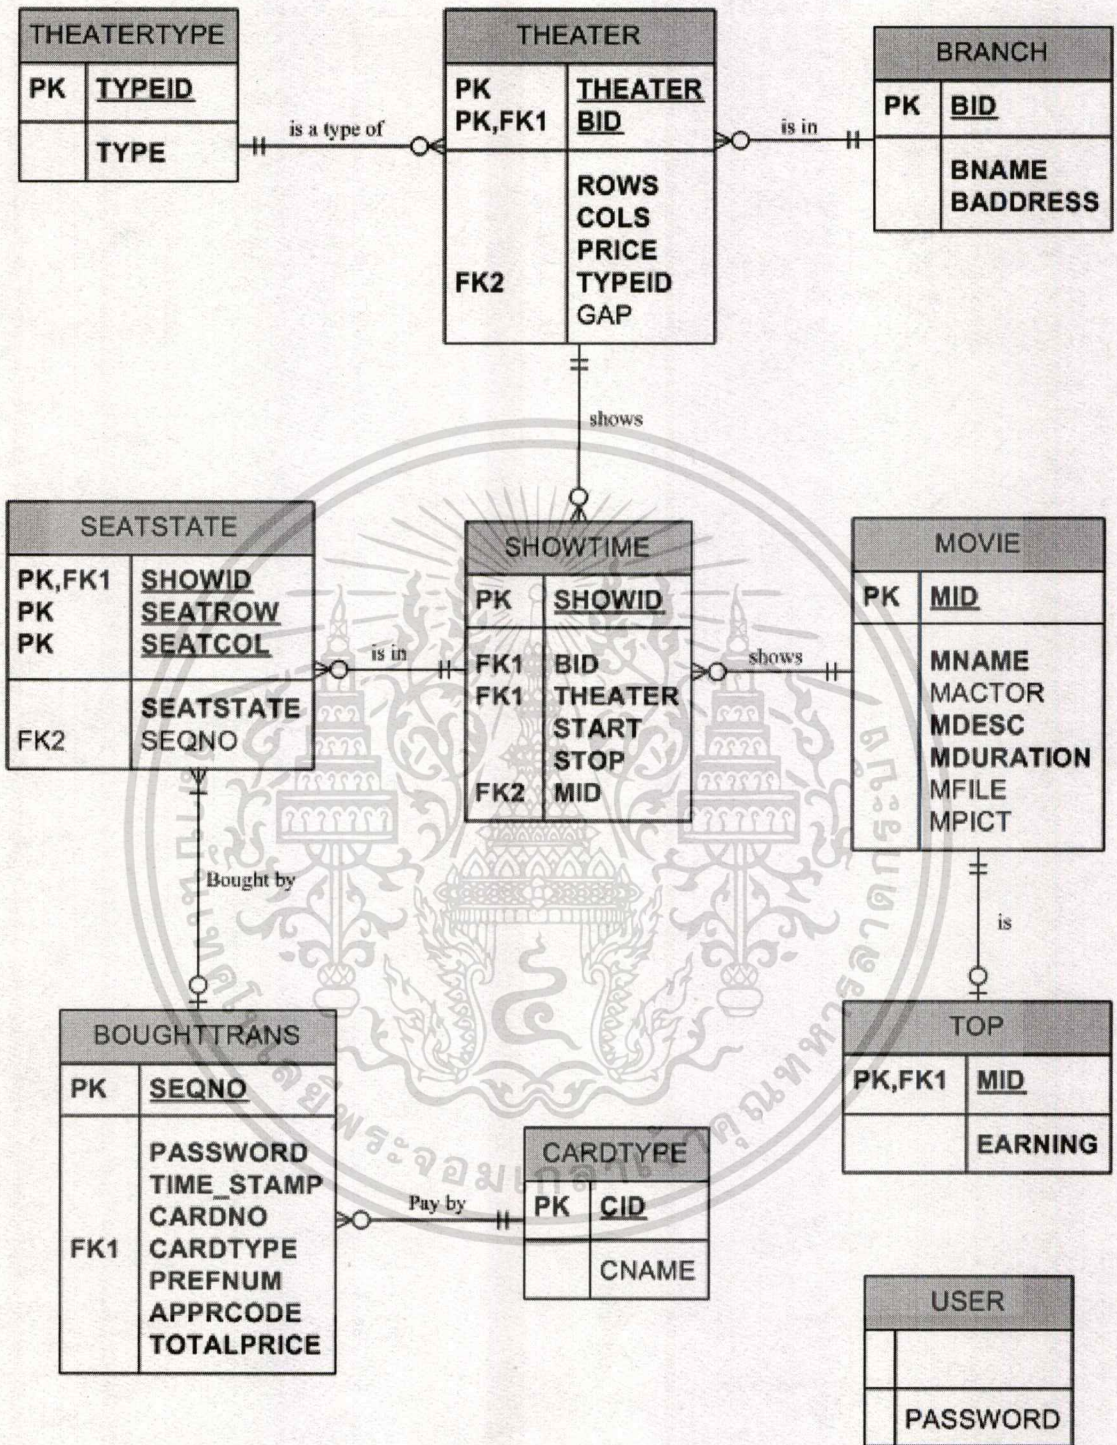 THEATERTYPE
PK TYPEID
TYPE
is a type of
THEATER
PK THEATER
PK,FK1 BID
ROWS
COLS
PRICE
FK2 TYPEID
GAP
is in
BRANCH
PK BID
BNAME
BADDRESS
shows
SEATSTATE
PK,FK1 SHOWID
PK SEATROW
PK SEATCOL
SEATSTATE
FK2 SEQNO
is in
SHOWTIME
PK SHOWID
FK1 BID
FK1 THEATER
START
STOP
FK2 MID
shows
MOVIE
PK MID
MNAME
MACTOR
MDESC
MDURATION
MFILE
MPICT
Bought by
is
BOUGHTTRANS
PK SEQNO
PASSWORD
TIME_STAMP
CARDNO
FK1 CARDTYPE
PREFNUM
APPRCODE
TOTALPRICE
Pay by
CARDTYPE
PK CID
CNAME
TOP
PK,FK1 MID
EARNING
USER
PASSWORD